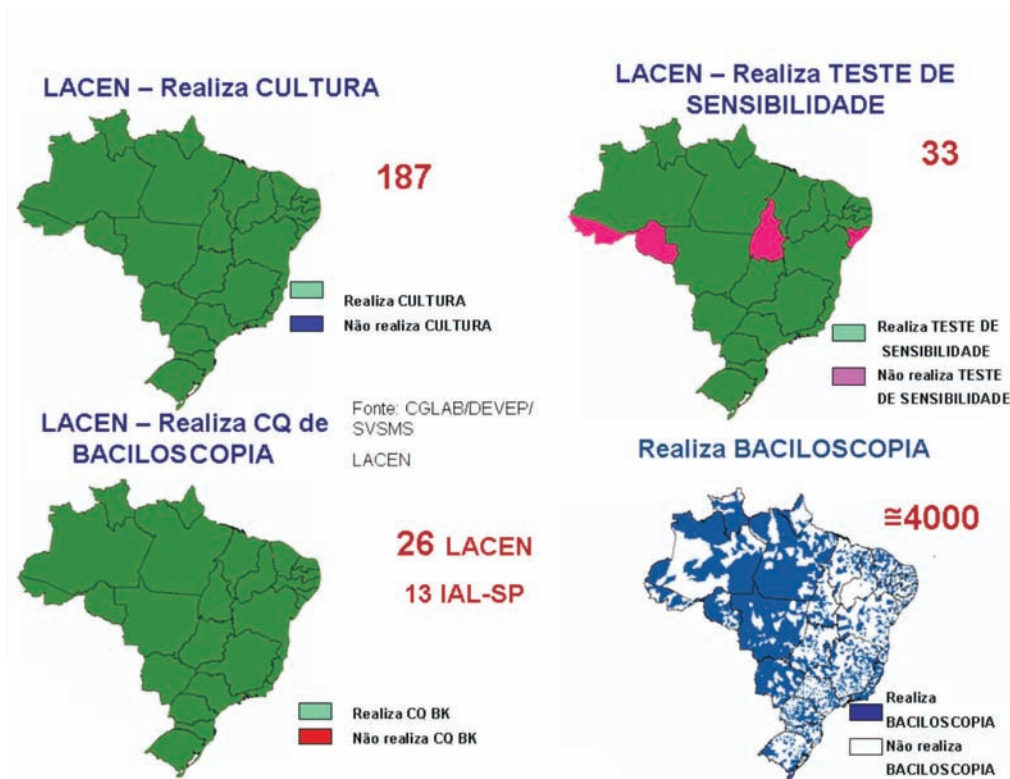 LACEN – Realiza CULTURA
187
Realiza CULTURA
Não realiza CULTURA
LACEN – Realiza TESTE DE
SENSIBILIDADE
33
Realiza TESTE DE
SENSIBILIDADE
Não realiza TESTE
DE SENSIBILIDADE
LACEN – Realiza CQ de
BACILOSCOPIA
Fonte: CGLAB/DEVEP/
SVSMS
LACEN
26 LACEN
13 IAL-SP
Realiza CQ BK
Não realiza CQ BK
Realiza BACILOSCOPIA
≅4000
Realiza
BACILOSCOPIA
Não realiza
BACILOSCOPIA